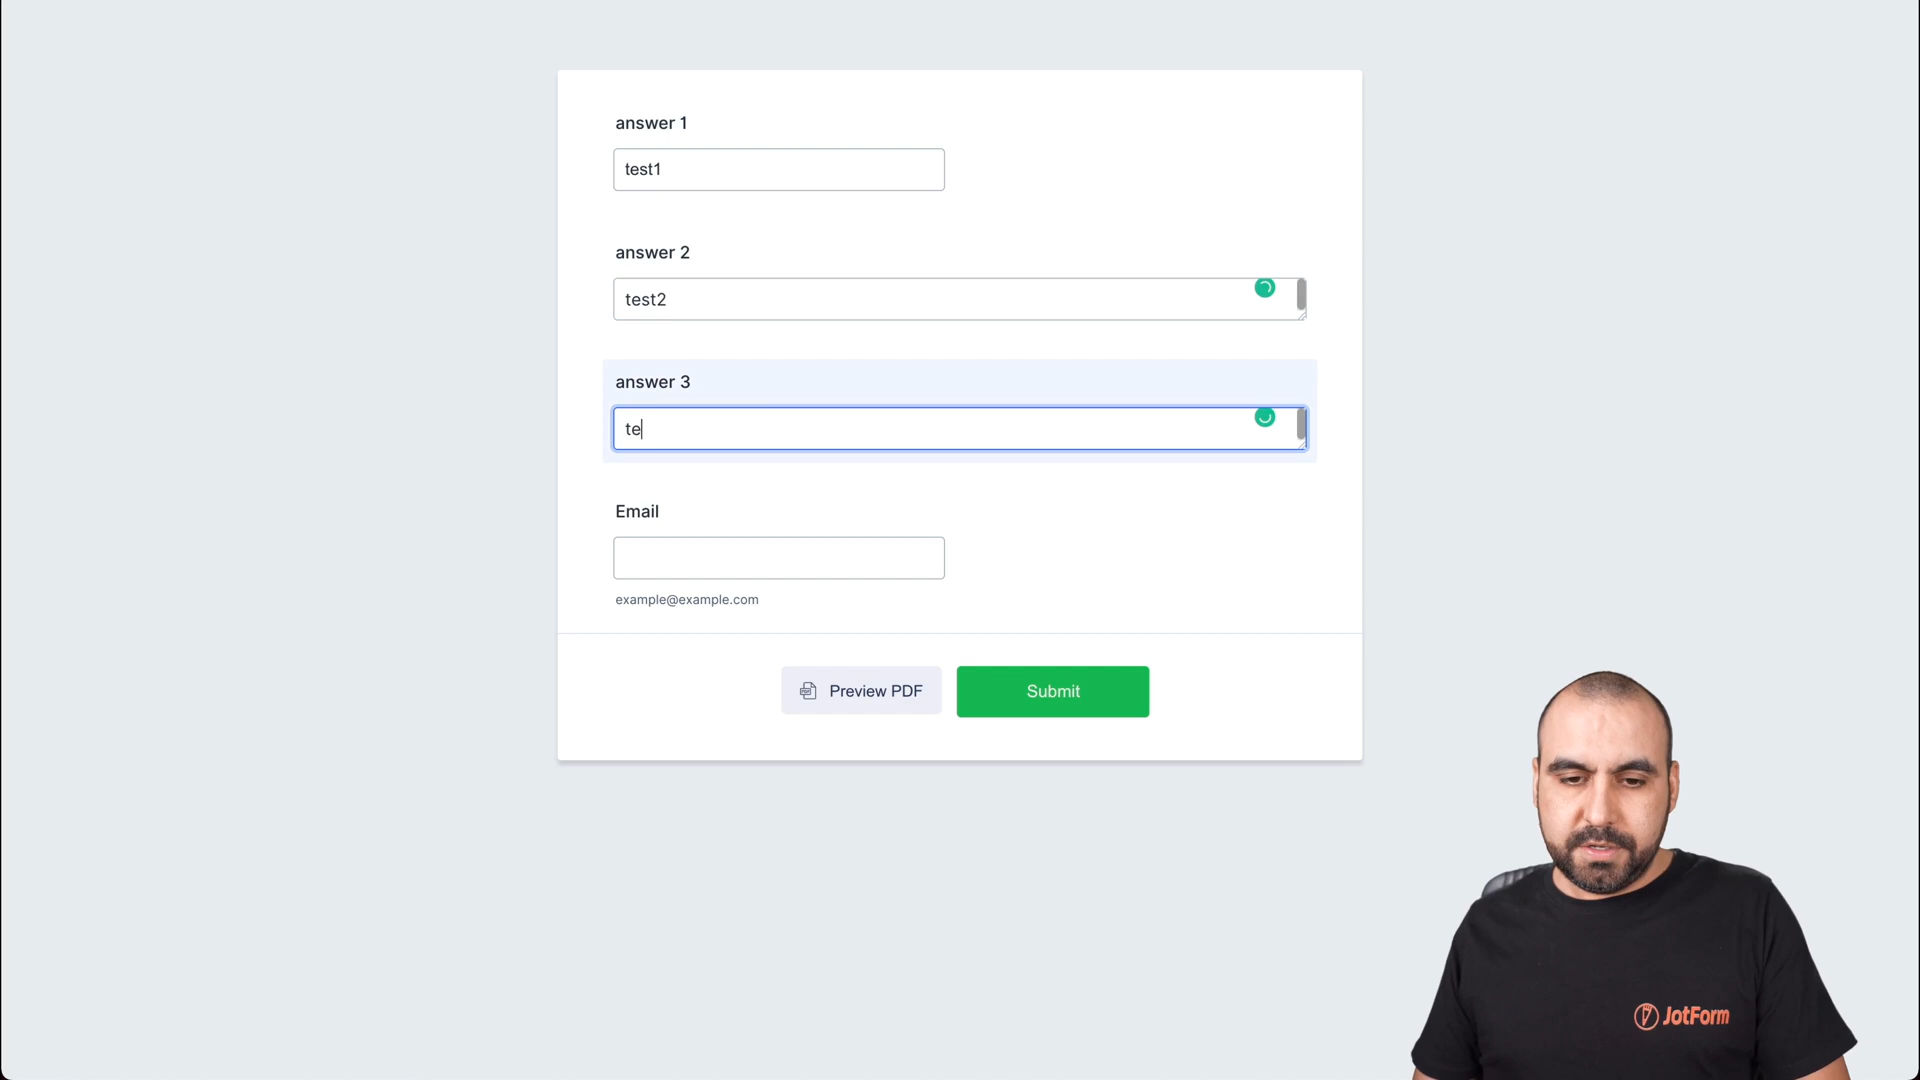 answer 1
test1
answer 2
test2
answer 3
te
Email
example@example.com
Preview PDF
Submit
JotForm